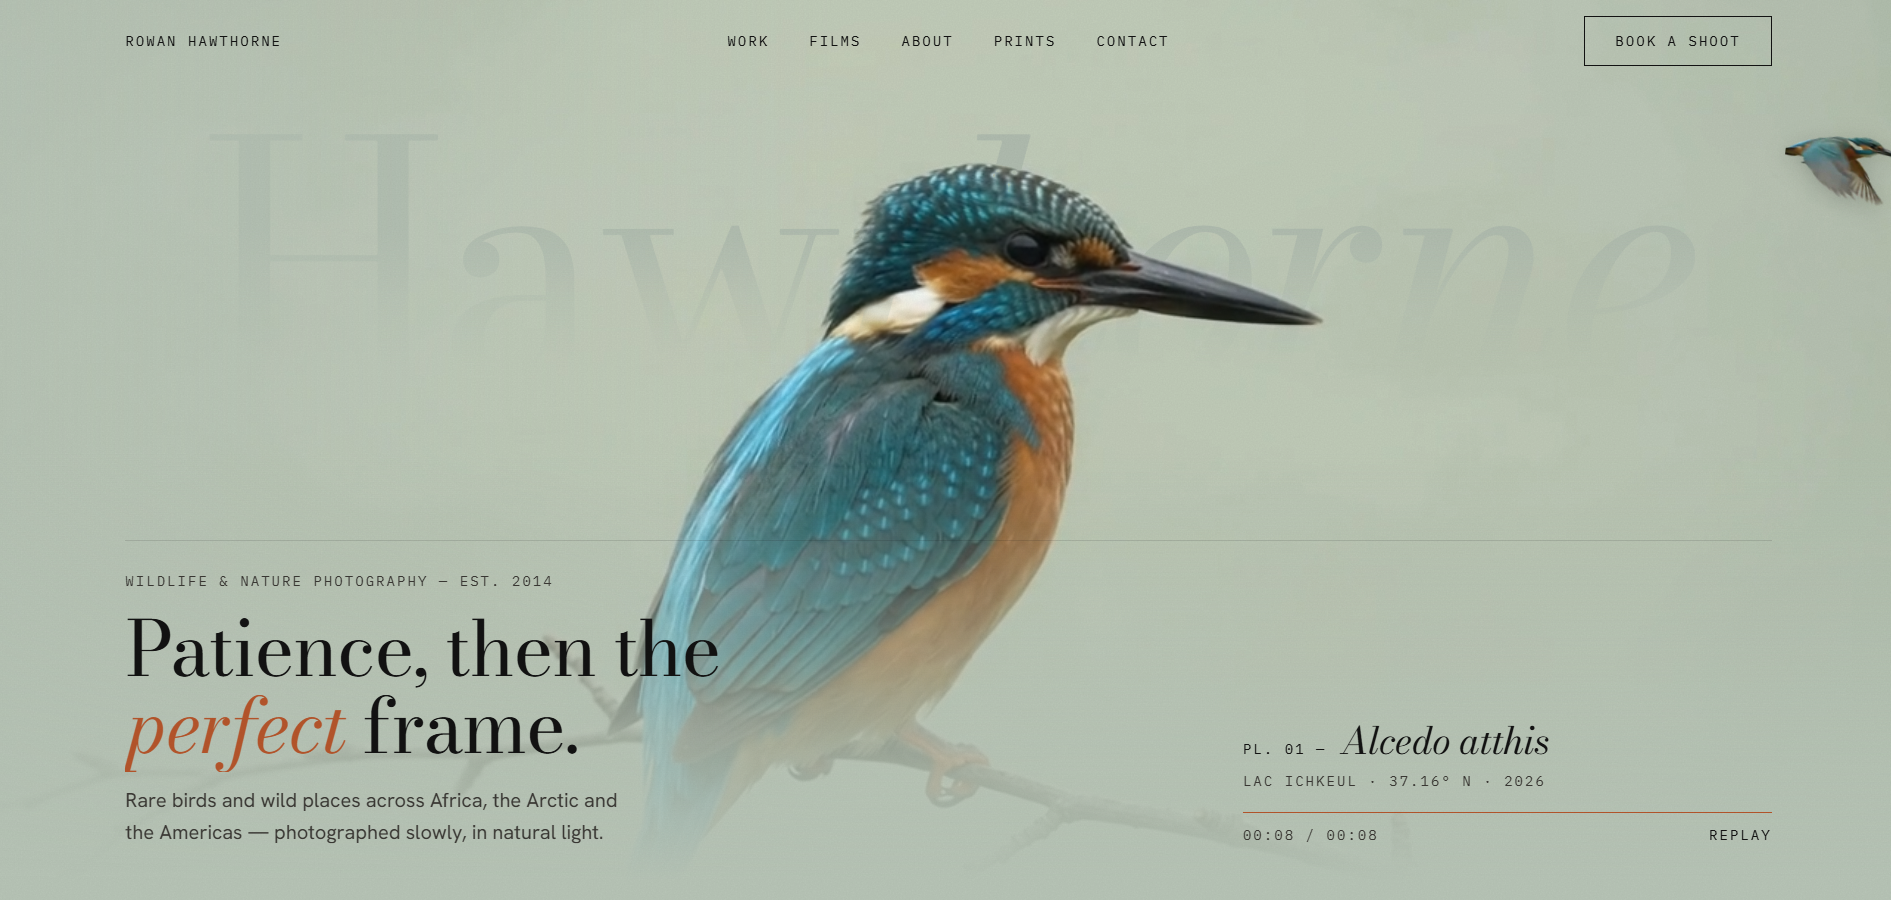 ROWAN HAWTHORNE
WORK FILMS ABOUT PRINTS CONTACT
BOOK A SHOOT
Hawthorne
WILDLIFE & NATURE PHOTOGRAPHY — EST. 2014
Patience, then the
perfect frame.
Rare birds and wild places across Africa, the Arctic and
the Americas — photographed slowly, in natural light.
PL. 01 — Alcedo atthis
LAC ICHKEUL · 37.16° N · 2026
00:08 / 00:08
REPLAY